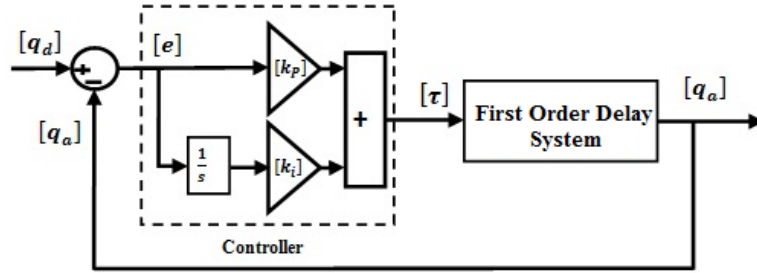 [q_d]
[e]
[k_P]
[τ]
First Order Delay
System
[q_a]
+
−
[q_a]
1/s
[k_i]
+
Controller